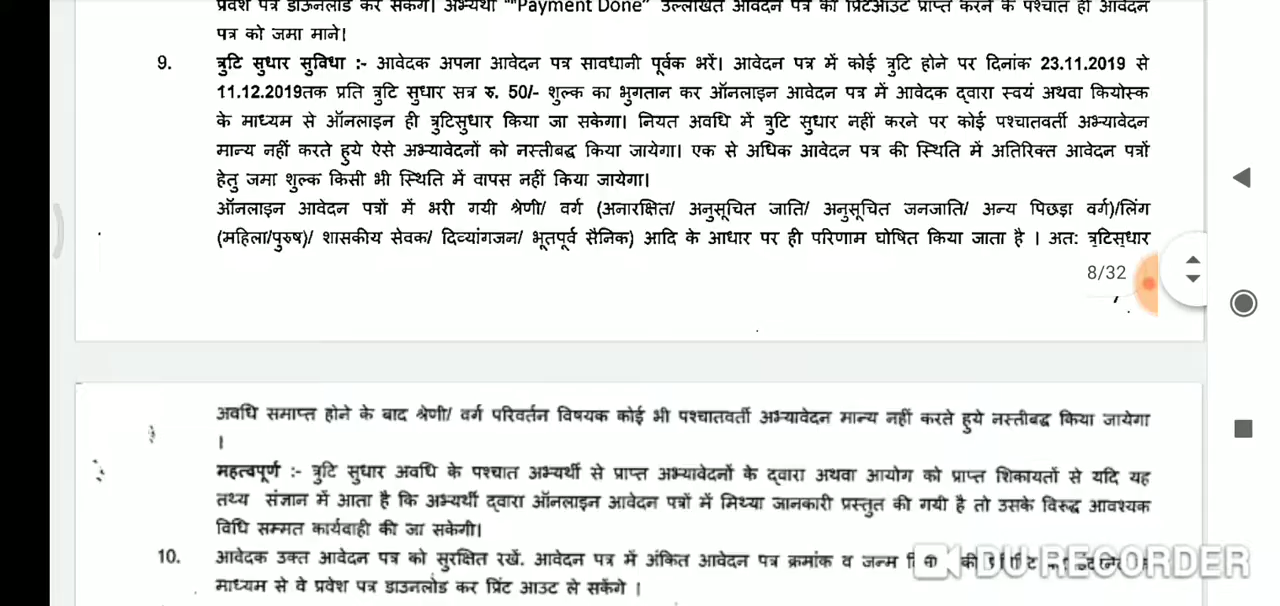 प्रवेश पत्र डाउनलोड कर सकेंगे। अभ्यर्थी ""Payment Done" उल्लेखित आवेदन पत्र का प्रिंटआउट प्राप्त करने के पश्चात ही आवेदन
पत्र को जमा माने।
9. त्रुटि सुधार सुविधा :- आवेदक अपना आवेदन पत्र सावधानी पूर्वक भरें। आवेदन पत्र में कोई त्रुटि होने पर दिनांक 23.11.2019 से
11.12.2019तक प्रति त्रुटि सुधार सत्र रु. 50/- शुल्क का भुगतान कर ऑनलाइन आवेदन पत्र में आवेदक द्वारा स्वयं अथवा कियोस्क
के माध्यम से ऑनलाइन ही त्रुटिसुधार किया जा सकेगा। नियत अवधि में त्रुटि सुधार नहीं करने पर कोई पश्चातवर्ती अभ्यावेदन
मान्य नहीं करते हुये ऐसे अभ्यावेदनों को नस्तीबद्ध किया जायेगा। एक से अधिक आवेदन पत्र की स्थिति में अतिरिक्त आवेदन पत्रों
हेतु जमा शुल्क किसी भी स्थिति में वापस नहीं किया जायेगा।
ऑनलाइन आवेदन पत्रों में भरी गयी श्रेणी/ वर्ग (अनारक्षित/ अनुसूचित जाति/ अनुसूचित जनजाति/ अन्य पिछड़ा वर्ग)/लिंग
(महिला/पुरुष)/ शासकीय सेवक/ दिव्यांगजन/ भूतपूर्व सैनिक) आदि के आधार पर ही परिणाम घोषित किया जाता है । अत: त्रुटिसुधार
8/32
अवधि समाप्त होने के बाद श्रेणी/ वर्ग परिवर्तन विषयक कोई भी पश्चातवर्ती अभ्यावेदन मान्य नहीं करते हुये नस्तीबद्ध किया जायेगा
।
महत्वपूर्ण :- त्रुटि सुधार अवधि के पश्चात अभ्यर्थी से प्राप्त अभ्यावेदनों के द्वारा अथवा आयोग को प्राप्त शिकायतों से यदि यह
तथ्य संज्ञान में आता है कि अभ्यर्थी द्वारा ऑनलाइन आवेदन पत्रों में मिथ्या जानकारी प्रस्तुत की गयी है तो उसके विरुद्ध आवश्यक
विधि सम्मत कार्यवाही की जा सकेगी।
10. आवेदक उक्त आवेदन पत्र को सुरक्षित रखें. आवेदन पत्र में अंकित आवेदन पत्र क्रमांक व जन्म की
माध्यम से वे प्रवेश पत्र डाउनलोड कर प्रिंट आउट ले सकेंगे ।
DU RECORDER